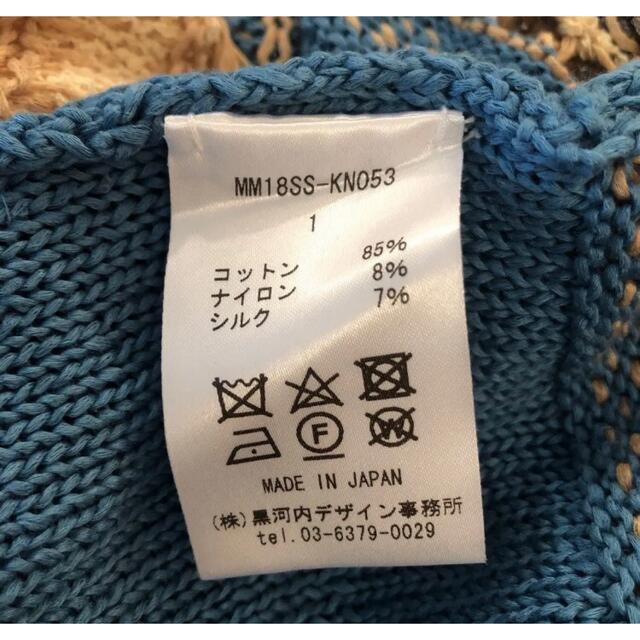 MM18SS-KN053
1
コットン 85%
ナイロン 8%
シルク 7%
F
W
MADE IN JAPAN
(株)黒河内デザイン事務所
tel.03-6379-0029